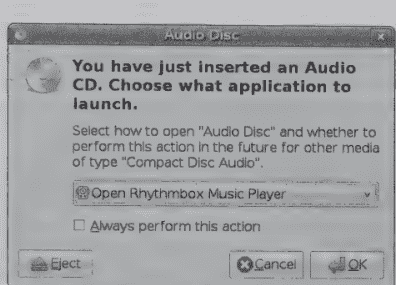 Audio Disc
You have just inserted an Audio
CD. Choose what application to
launch.
Select how to open "Audio Disc" and whether to
perform this action in the future for other media
of type "Compact Disc Audio".
Open Rhythmbox Music Player
Always perform this action
Eject
Cancel
OK